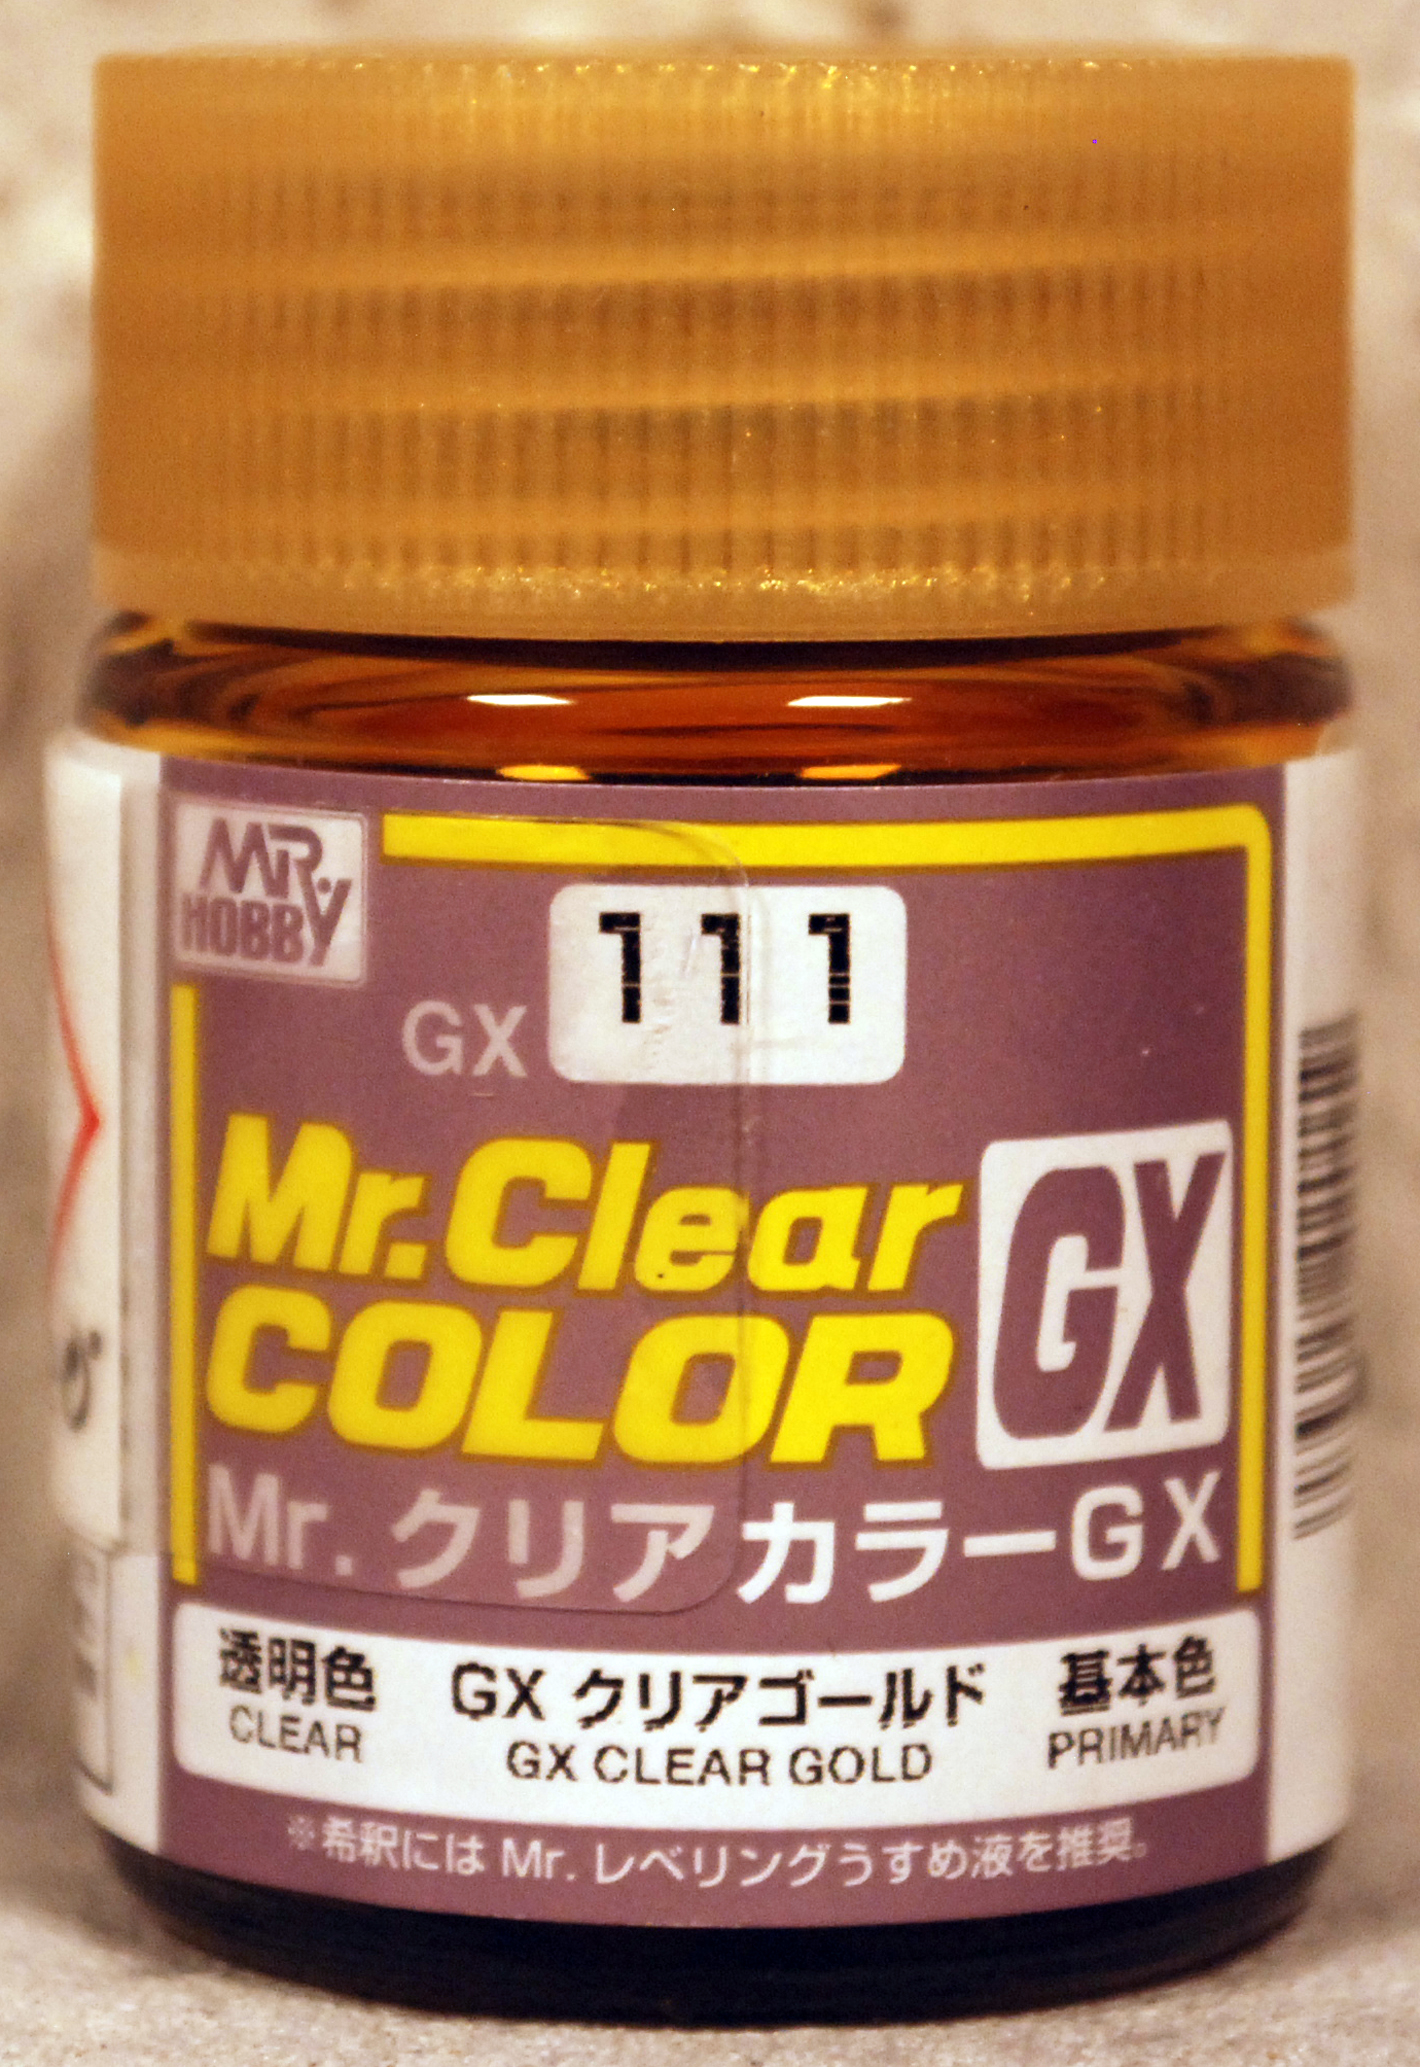 MR HOBBY
GX 111
Mr.Clear
COLOR GX
Mr.クリアカラーGX
透明色 GX クリアゴールド 基本色
CLEAR GX CLEAR GOLD PRIMARY
※希釈にはMr.レベリングうすめ液を推奨。